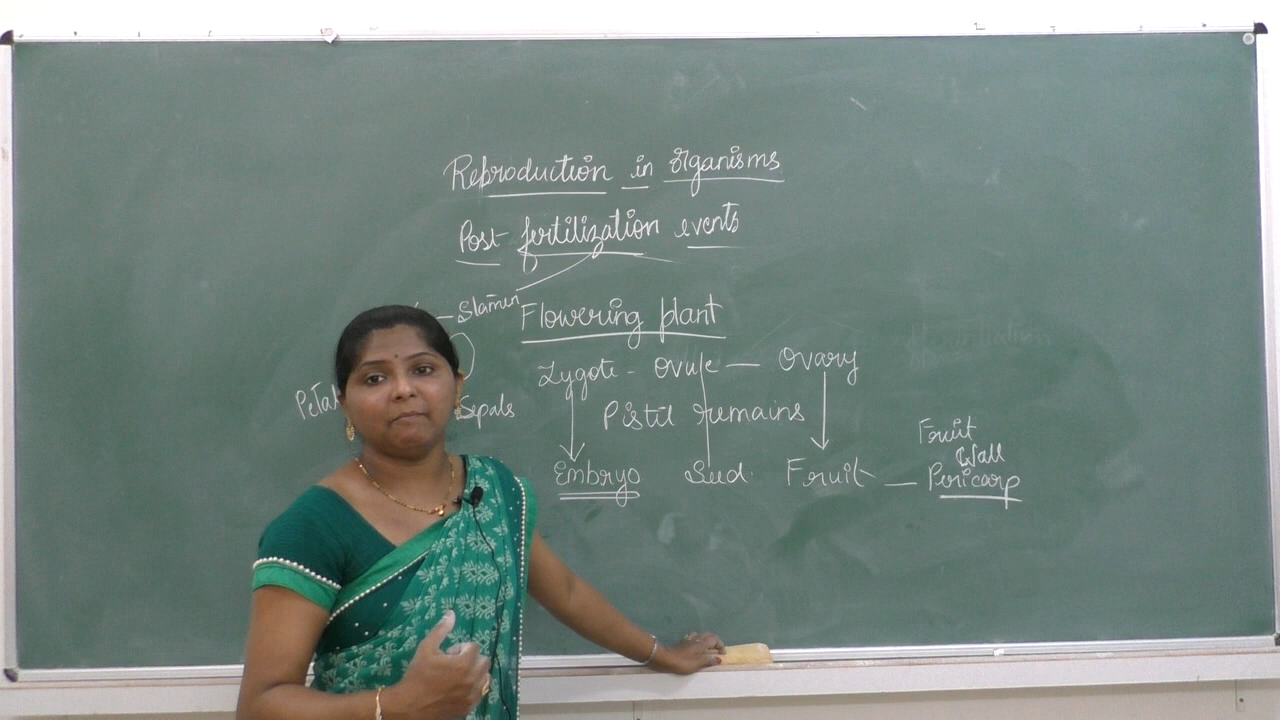 Reproduction in organisms
Post fertilization events
Stamen
Flowering plant
Zygote - Ovule — Ovary
Petal
Sepals
Pistil remains
Fruit
Wall
Embryo Seed Fruit — Pericarp